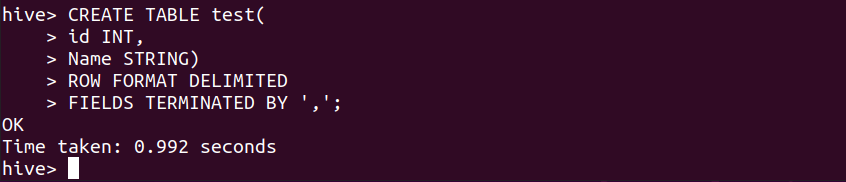 hive> CREATE TABLE test(
    > id INT,
    > Name STRING)
    > ROW FORMAT DELIMITED
    > FIELDS TERMINATED BY ',';
OK
Time taken: 0.992 seconds
hive>